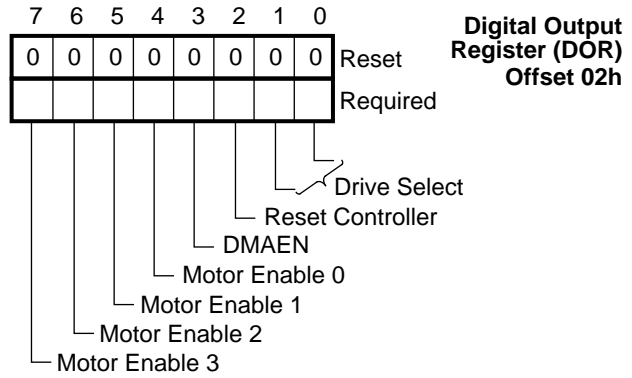 7 6 5 4 3 2 1 0
Digital Output
Register (DOR)
Offset 02h
0 0 0 0 0 0 0 0 Reset
Required
Drive Select
Reset Controller
DMAEN
Motor Enable 0
Motor Enable 1
Motor Enable 2
Motor Enable 3